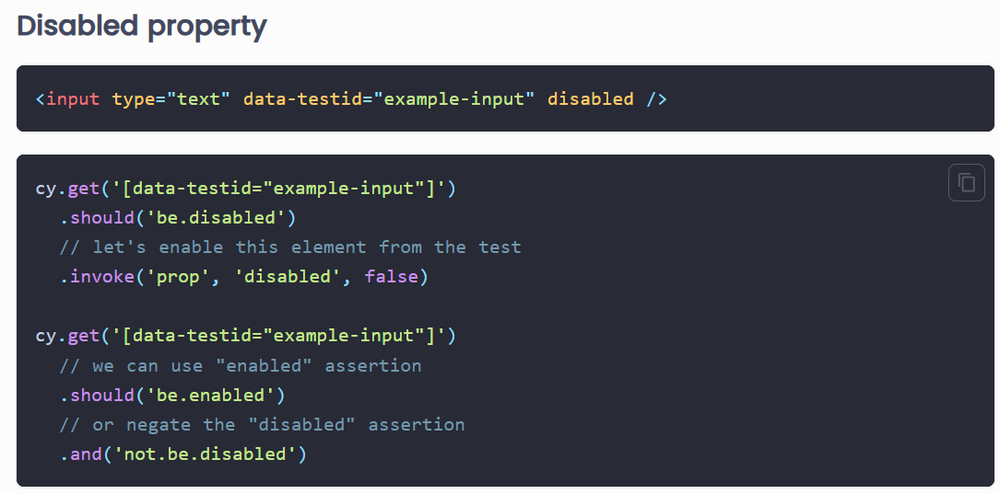 Disabled property
<input type="text" data-testid="example-input" disabled />
cy.get('[data-testid="example-input"]')
  .should('be.disabled')
  // let's enable this element from the test
  .invoke('prop', 'disabled', false)
cy.get('[data-testid="example-input"]')
  // we can use "enabled" assertion
  .should('be.enabled')
  // or negate the "disabled" assertion
  .and('not.be.disabled')